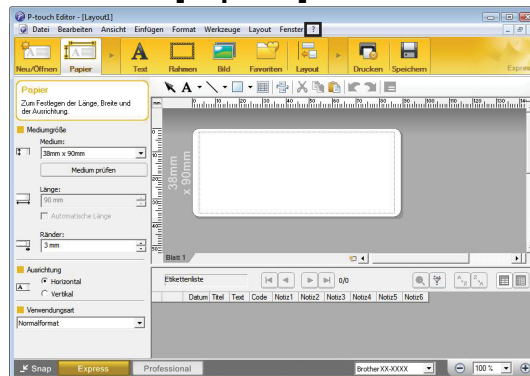 P-touch Editor - [Layout1]
Datei Bearbeiten Ansicht Einfügen Format Werkzeuge Layout Fenster ?
Neu/Öffnen Papier Text Rahmen Bild Favoriten Layout Drucken Speichern Expres
Papier
Zum Festlegen der Länge, Breite und
der Ausrichtung.
Mediumgröße
Medium:
38mm x 90mm
Medium prüfen
Länge:
90 mm
Automatische Länge
Ränder:
3 mm
Ausrichtung
Horizontal
Vertikal
Verwendungsart
Normalformat
38mm
x 90mm
Blatt 1
Etikettenliste 0/0
Datum Titel Text Code Notiz1 Notiz2 Notiz3 Notiz4 Notiz5 Notiz6
Snap Express Professional Brother XX-XXXX 100 %